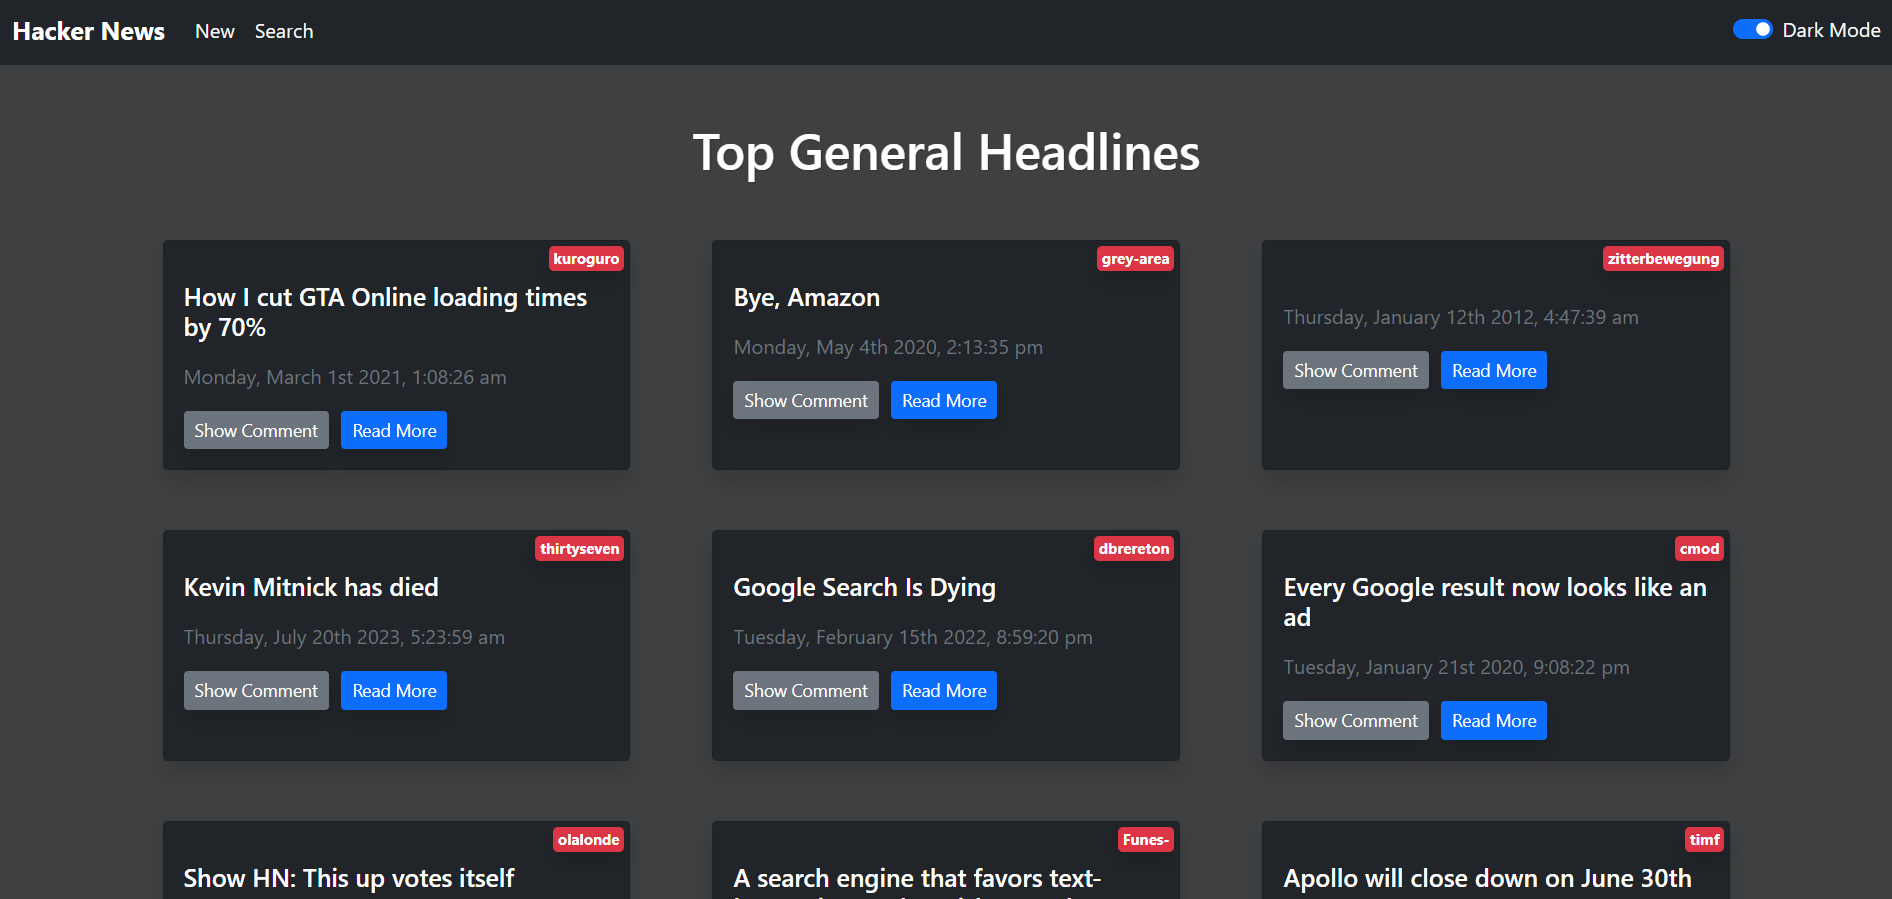 Hacker News New Search Dark Mode
Top General Headlines
kuroguro
How I cut GTA Online loading times
by 70%
Monday, March 1st 2021, 1:08:26 am
Show Comment Read More
grey-area
Bye, Amazon
Monday, May 4th 2020, 2:13:35 pm
Show Comment Read More
zitterbewegung
Thursday, January 12th 2012, 4:47:39 am
Show Comment Read More
thirtyseven
Kevin Mitnick has died
Thursday, July 20th 2023, 5:23:59 am
Show Comment Read More
dbrereton
Google Search Is Dying
Tuesday, February 15th 2022, 8:59:20 pm
Show Comment Read More
cmod
Every Google result now looks like an
ad
Tuesday, January 21st 2020, 9:08:22 pm
Show Comment Read More
olalonde
Show HN: This up votes itself
Funes-
A search engine that favors text-
timf
Apollo will close down on June 30th